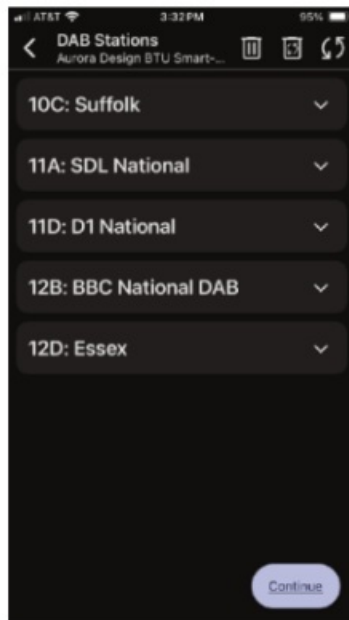 AT&T 3:32 PM 95%
DAB Stations
Aurora Design BTU Smart-...
10C: Suffolk
11A: SDL National
11D: D1 National
12B: BBC National DAB
12D: Essex
Continue